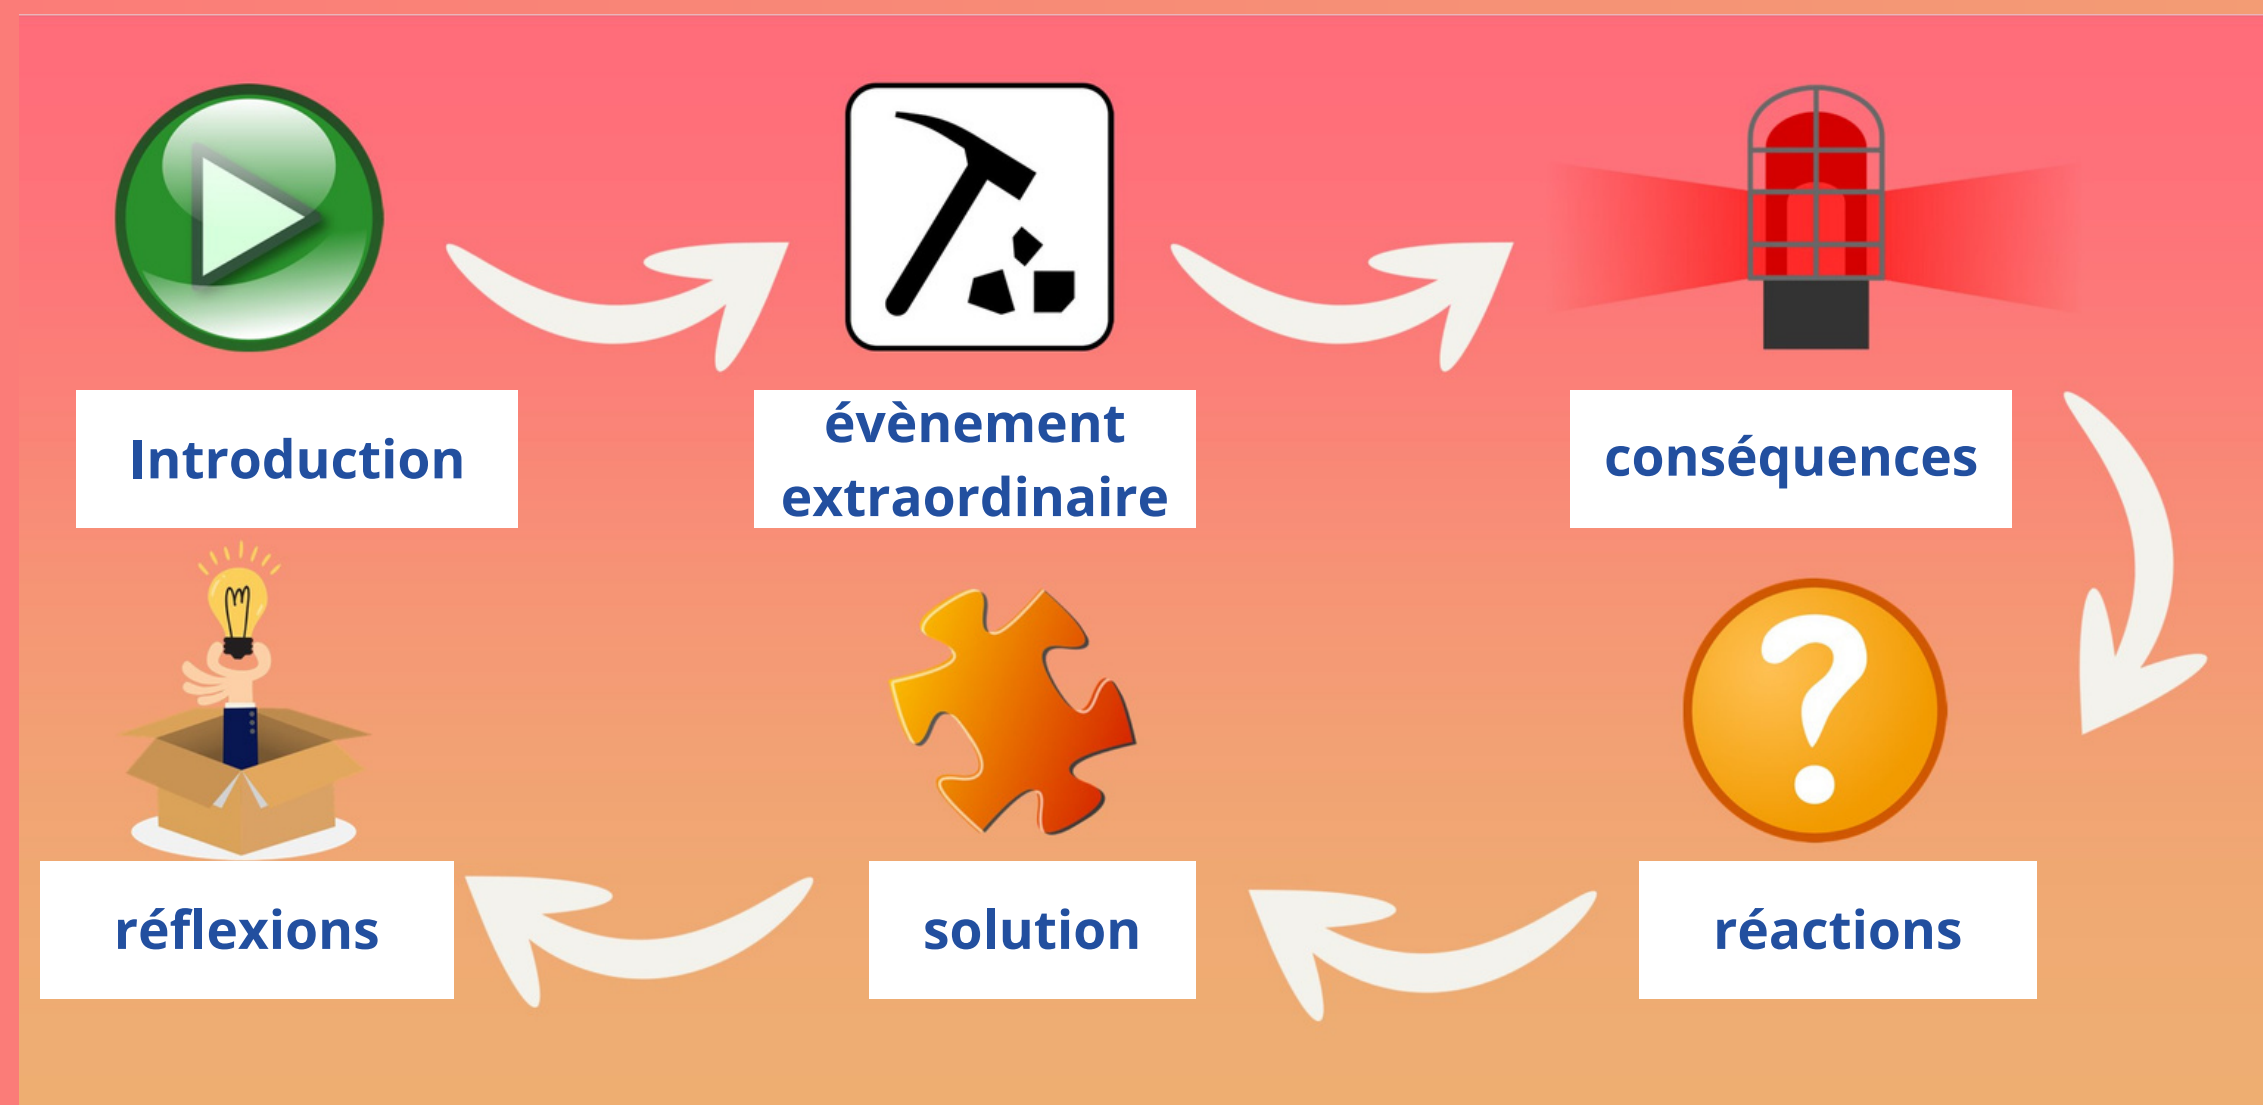 Introduction
évènement
extraordinaire
conséquences
réactions
solution
réflexions